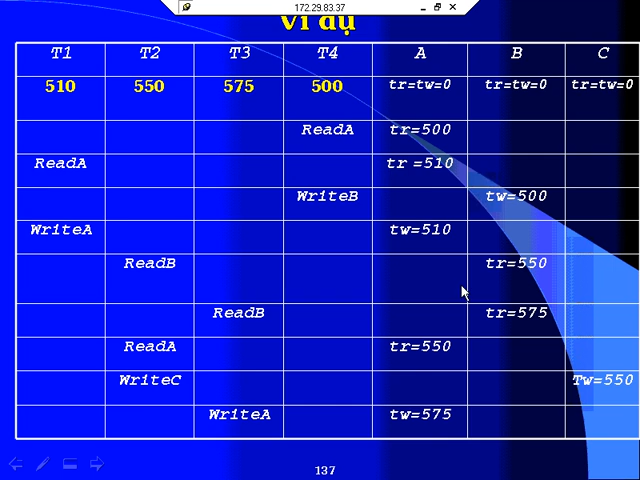 172.29.83.37
Ví dụ
T1 T2 T3 T4 A B C
510 550 575 500 tr=tw=0 tr=tw=0 tr=tw=0
ReadA tr=500
ReadA tr =510
WriteB tw=500
WriteA tw=510
ReadB tr=550
ReadB tr=575
ReadA tr=550
WriteC Tw=550
WriteA tw=575
137